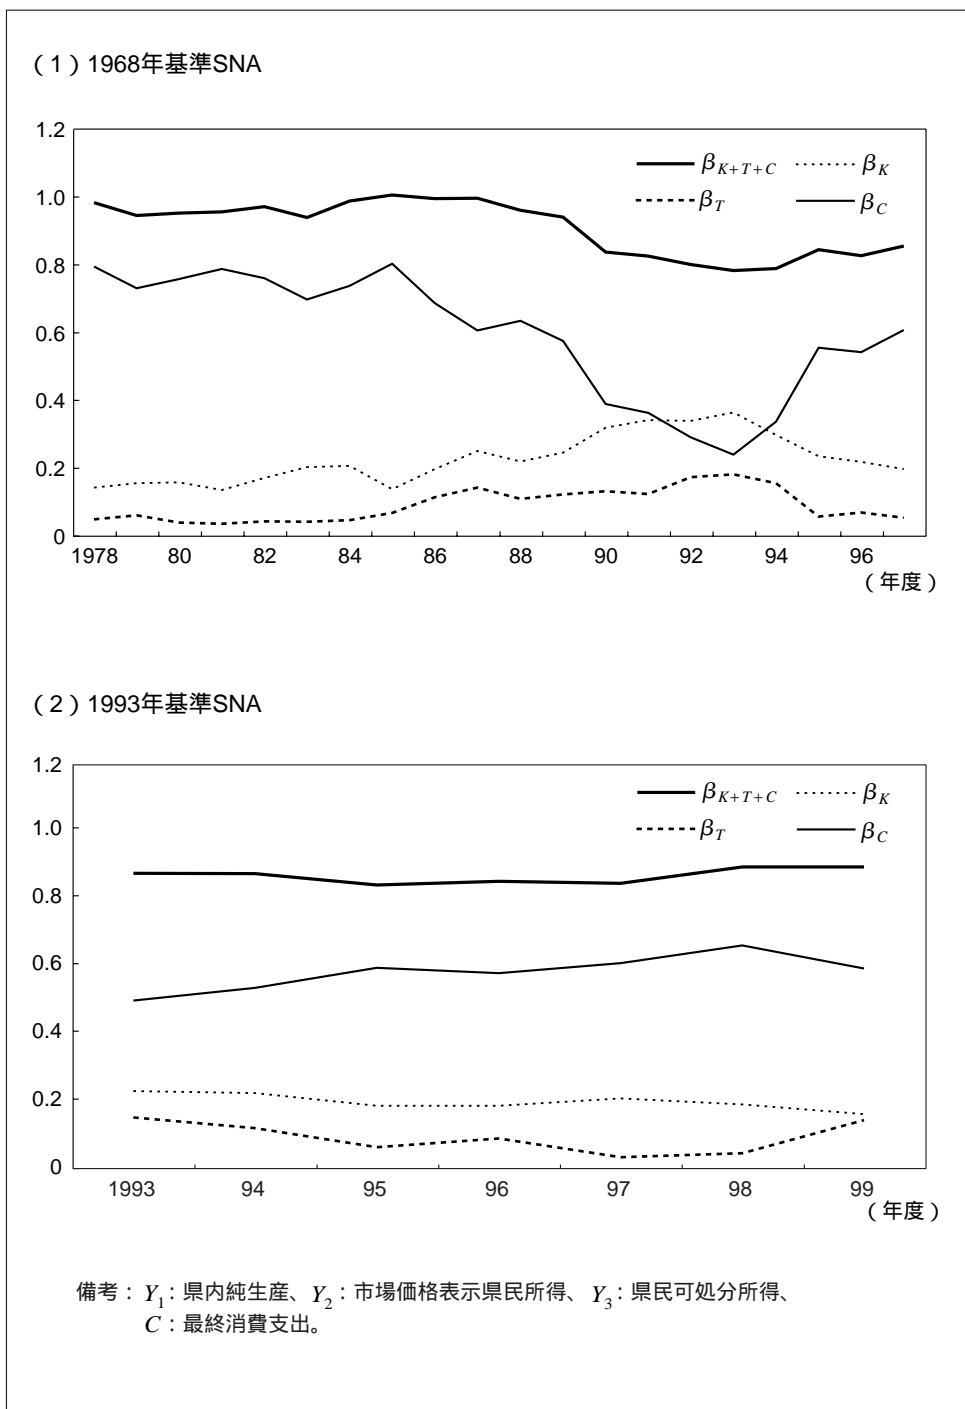 （1）1968年基準SNA
1.2
1.0
0.8
0.6
0.4
0.2
0
β_{K+T+C} β_K
β_T β_C
1978 80 82 84 86 88 90 92 94 96
（年度）
（2）1993年基準SNA
1.2
1.0
0.8
0.6
0.4
0.2
0
β_{K+T+C} β_K
β_T β_C
1993 94 95 96 97 98 99
（年度）
備考：Y_1：県内純生産、Y_2：市場価格表示県民所得、Y_3：県民可処分所得、
C：最終消費支出。